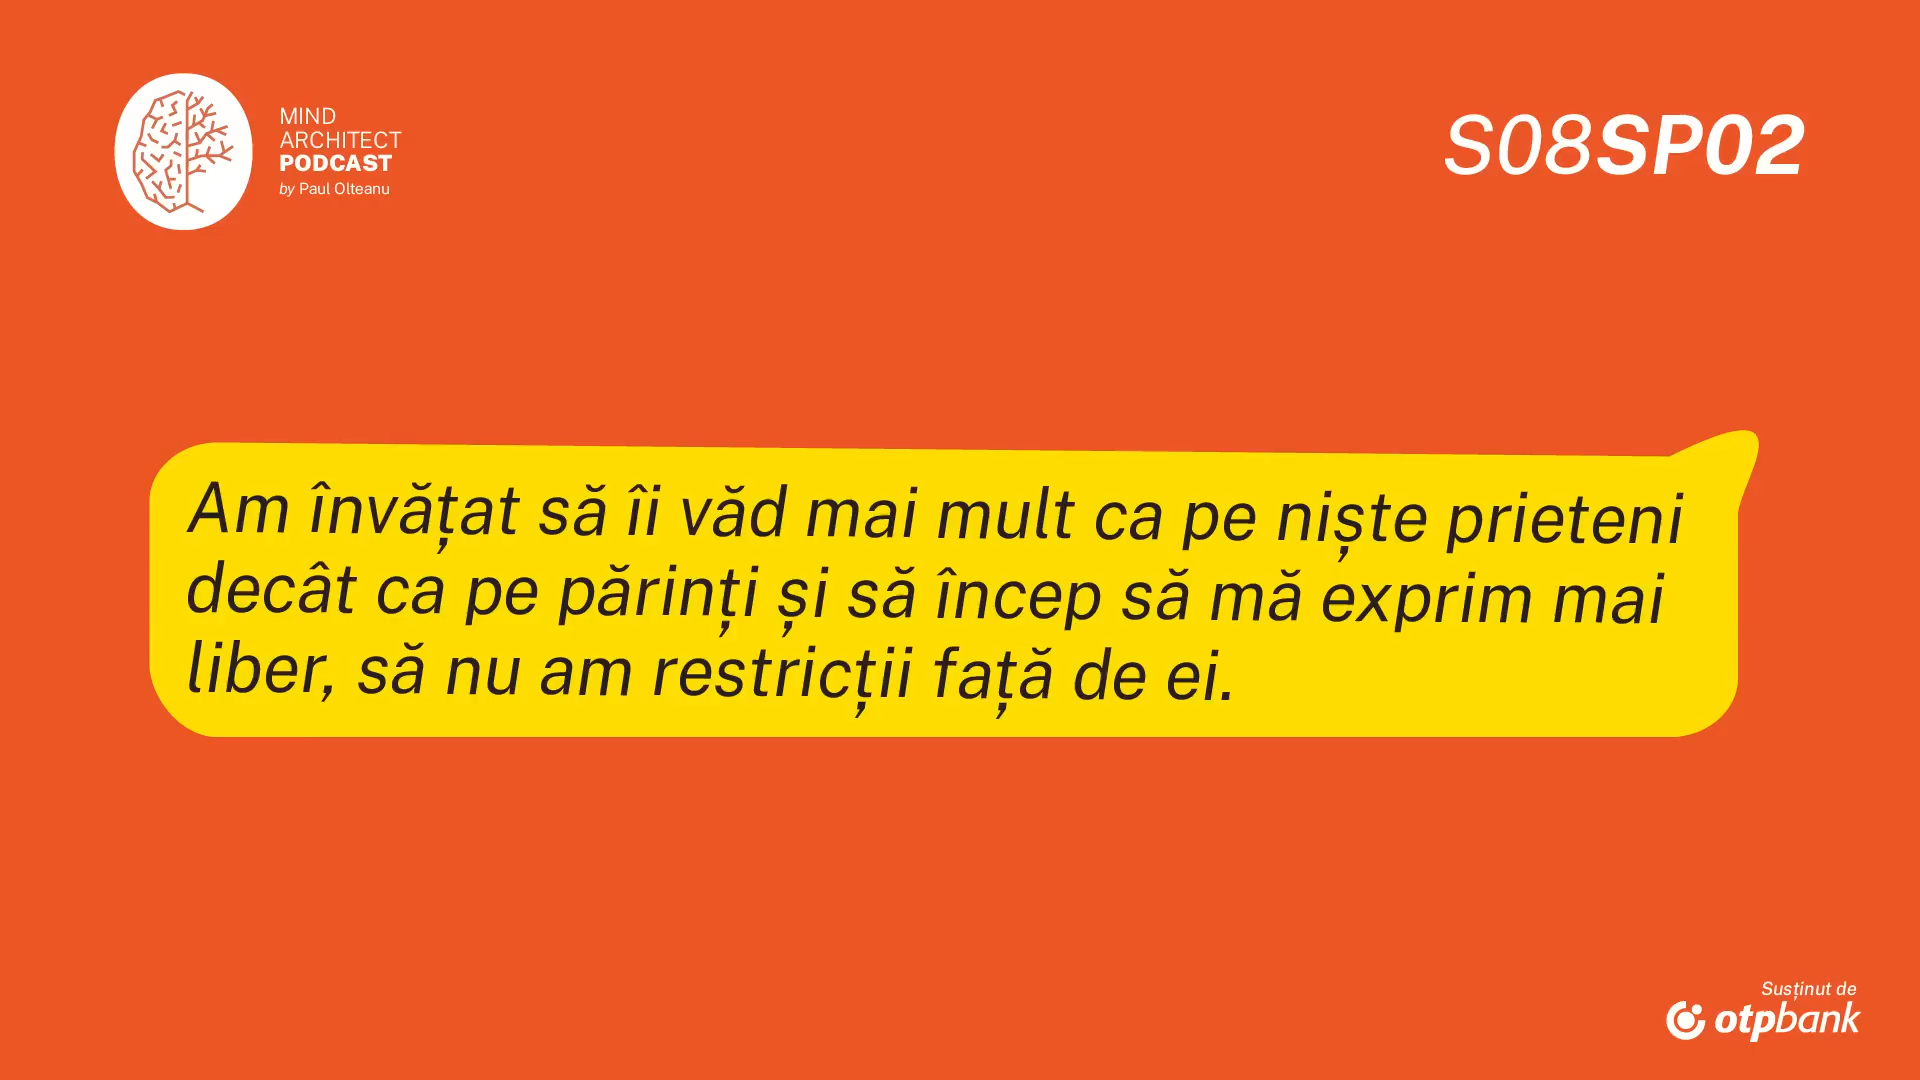 MIND
ARCHITECT
PODCAST
by Paul Olteanu
S08SP02
Am învățat să îi văd mai mult ca pe niște prieteni
decât ca pe părinți și să încep să mă exprim mai
liber, să nu am restricții față de ei.
Susținut de
otpbank